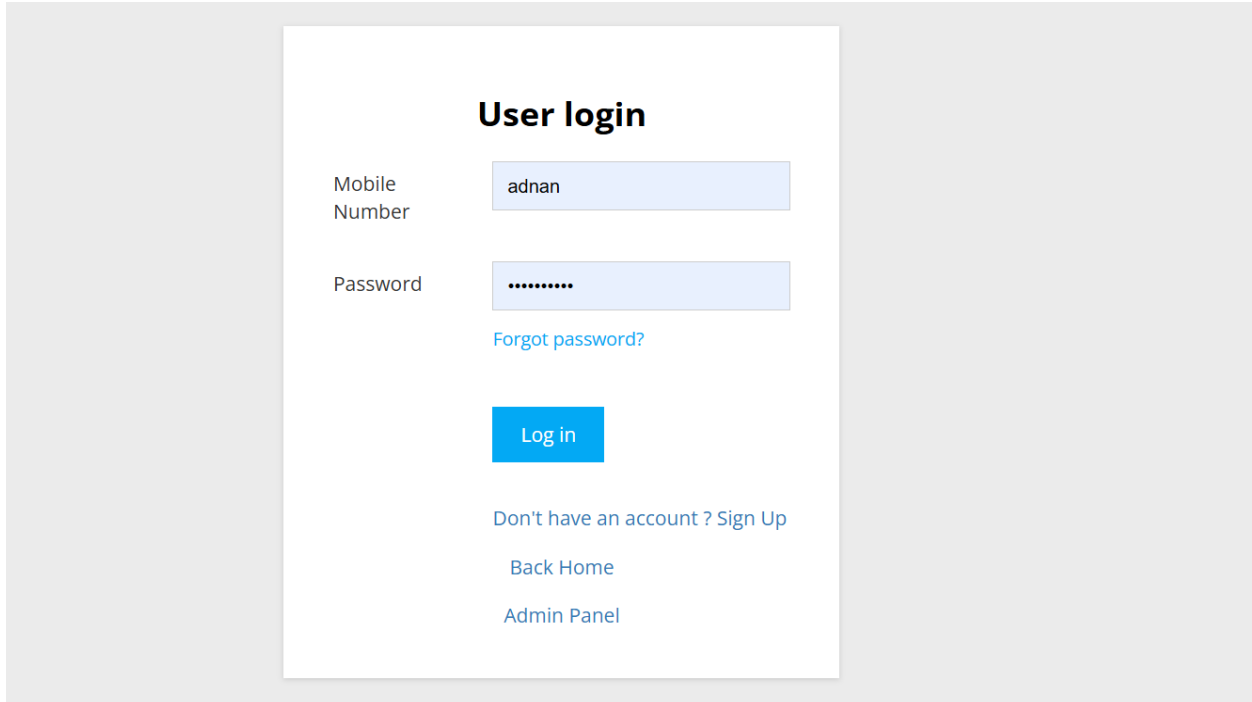 User login
Mobile
Number
adnan
Password
••••••••••
Forgot password?
Log in
Don't have an account ? Sign Up
Back Home
Admin Panel